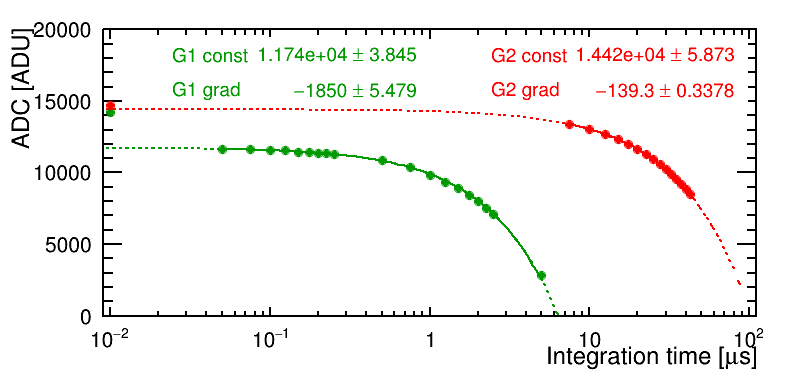 ADC [ADU]
20000
15000
10000
5000
0
G1 const 1.174e+04 ± 3.845
G1 grad −1850 ± 5.479
G2 const 1.442e+04 ± 5.873
G2 grad −139.3 ± 0.3378
10⁻² 10⁻¹ 1 10 10²
Integration time [μs]